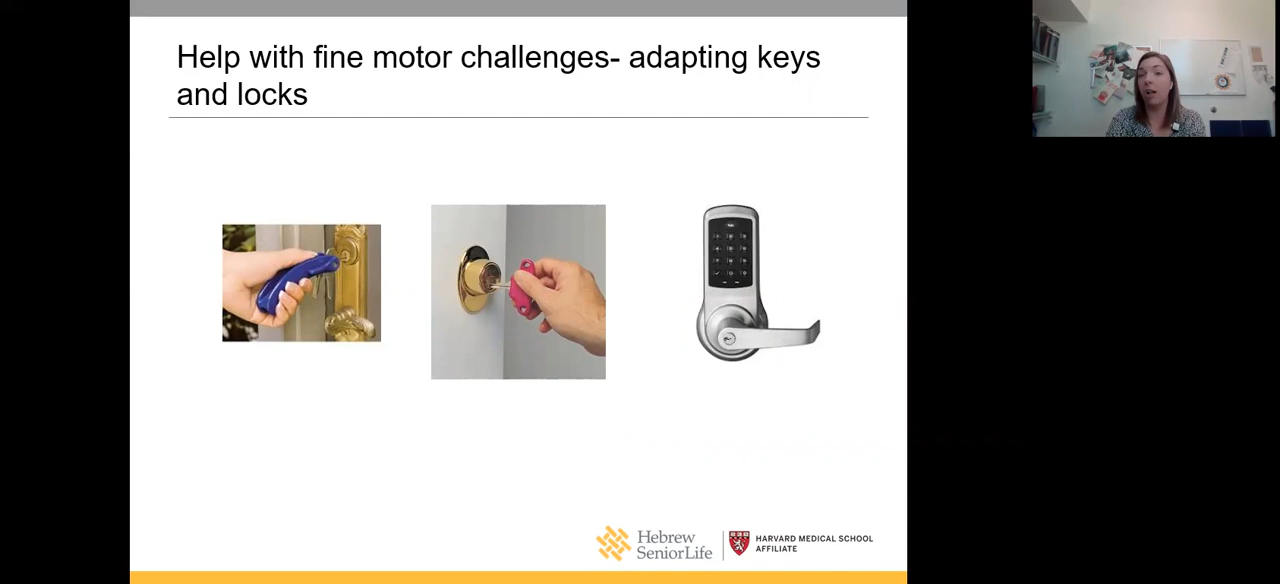 Help with fine motor challenges- adapting keys
and locks
Hebrew
SeniorLife
HARVARD MEDICAL SCHOOL
AFFILIATE